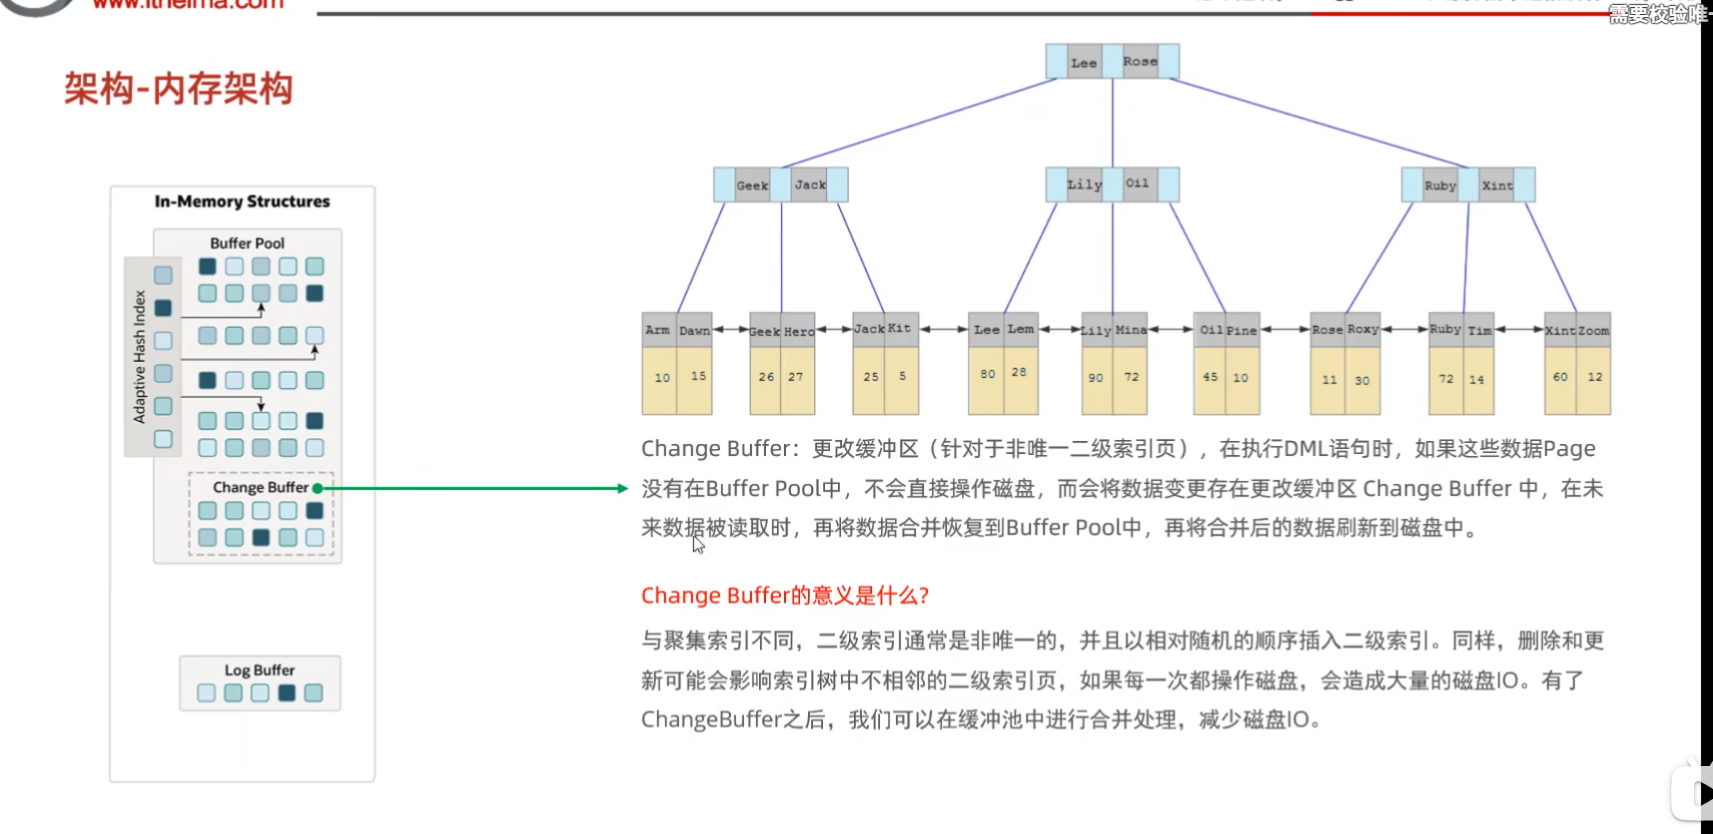 www.itheima.com
需要校验唯一
架构-内存架构
Lee Rose
Geek Jack
Lily Oil
Ruby Xint
Arm Dawn Geek Hero Jack Kit Lee Lem Lily Mina Oil Pine Rose Roxy Ruby Tim Xint Zoom
10 15 26 27 25 5 80 28 90 72 45 10 11 30 72 14 60 12
In-Memory Structures
Buffer Pool
Adaptive Hash Index
Change Buffer
Log Buffer
Change Buffer：更改缓冲区（针对于非唯一二级索引页），在执行DML语句时，如果这些数据Page
没有在Buffer Pool中，不会直接操作磁盘，而会将数据变更存在更改缓冲区 Change Buffer 中，在未
来数据被读取时，再将数据合并恢复到Buffer Pool中，再将合并后的数据刷新到磁盘中。
Change Buffer的意义是什么?
与聚集索引不同，二级索引通常是非唯一的，并且以相对随机的顺序插入二级索引。同样，删除和更
新可能会影响索引树中不相邻的二级索引页，如果每一次都操作磁盘，会造成大量的磁盘IO。有了
ChangeBuffer之后，我们可以在缓冲池中进行合并处理，减少磁盘IO。